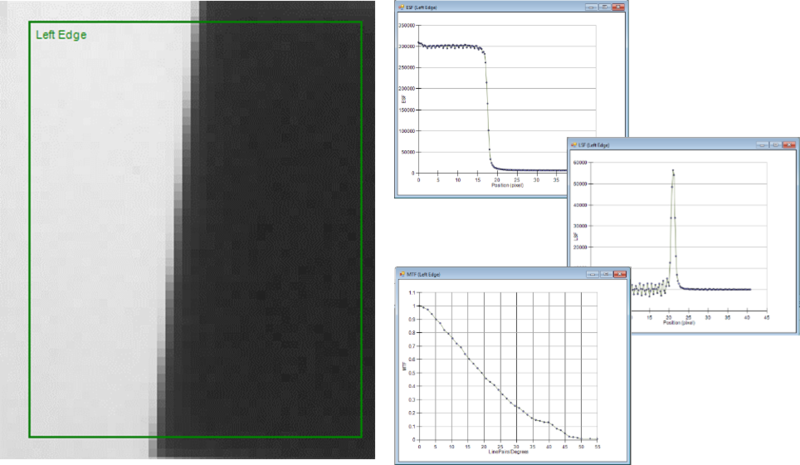 Left Edge
ESF (Left Edge)
350000
300000
250000
200000
150000
100000
50000
0
ESF
0 5 10 15 20 25 30 35
Position (pixel)
LSF (Left Edge)
60000
50000
40000
30000
20000
LSF
20 25 30 35 40 45
Position (pixel)
MTF (Left Edge)
1.1
1
0.9
0.8
0.7
0.6
0.5
0.4
0.3
0.2
0.1
0
MTF
0 5 10 15 20 25 30 35 40 45 50 55
LinePairs/Degrees